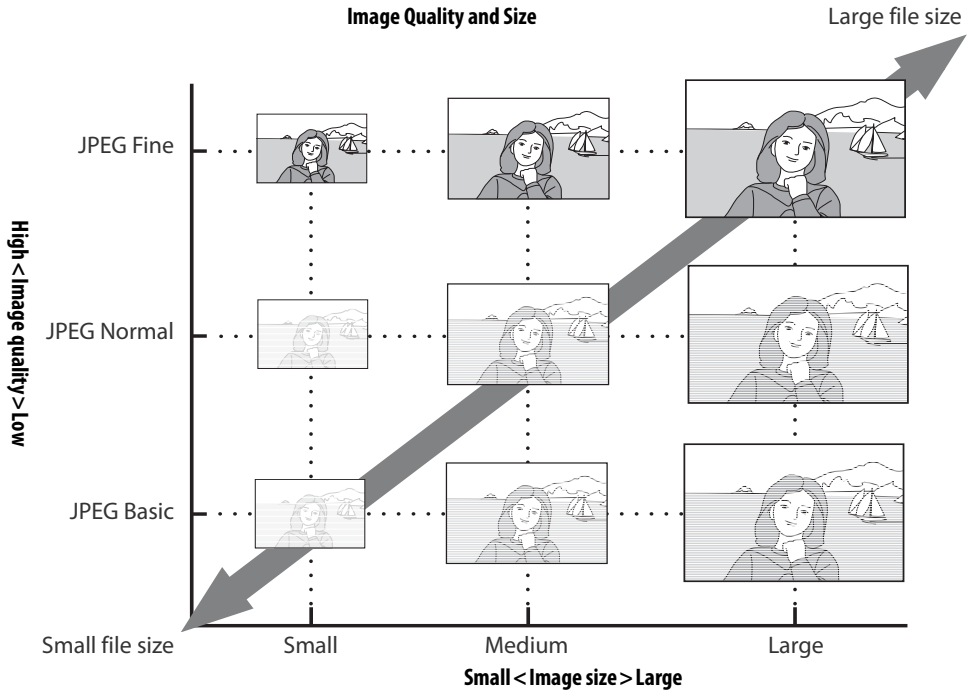 Image Quality and Size
Large file size
JPEG Fine
JPEG Normal
JPEG Basic
High < Image quality > Low
Small file size
Small
Medium
Large
Small < Image size > Large